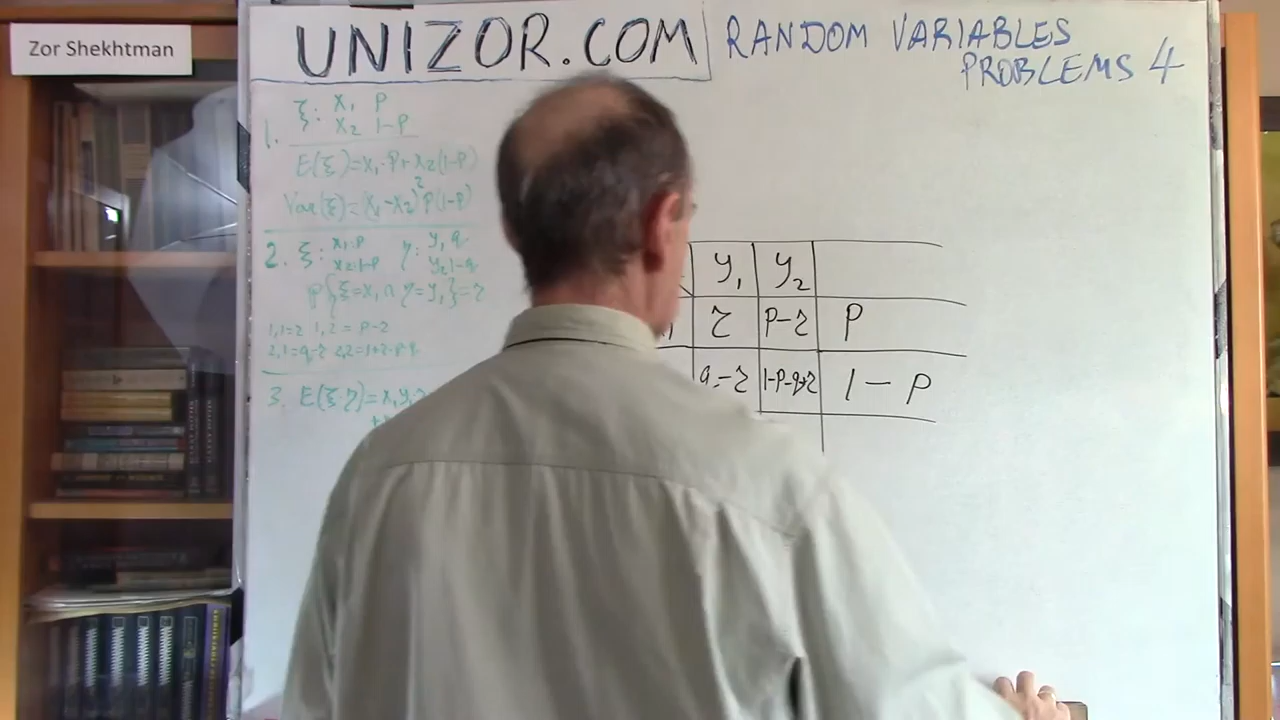 Zor Shekhtman
UNIZOR.COM
RANDOM VARIABLES
PROBLEMS 4
1. ξ: x₁ p
x₂ 1-p
E(ξ)=x₁·p+x₂(1-p)
Var(ξ)=(x₁-x₂)²p(1-p)
2. ξ: x₁ p η: y₁ q
x₂ 1-p y₂ 1-q
P{ξ=x₁∩η=y₁}=r
1,1=r 1,2=p-r
2,1=q-r 2,2=1+r-p-q
3. E(ξ·η)=x₁y₁r
y₁ y₂
r p-r p
q-r 1-p-q+r 1-p